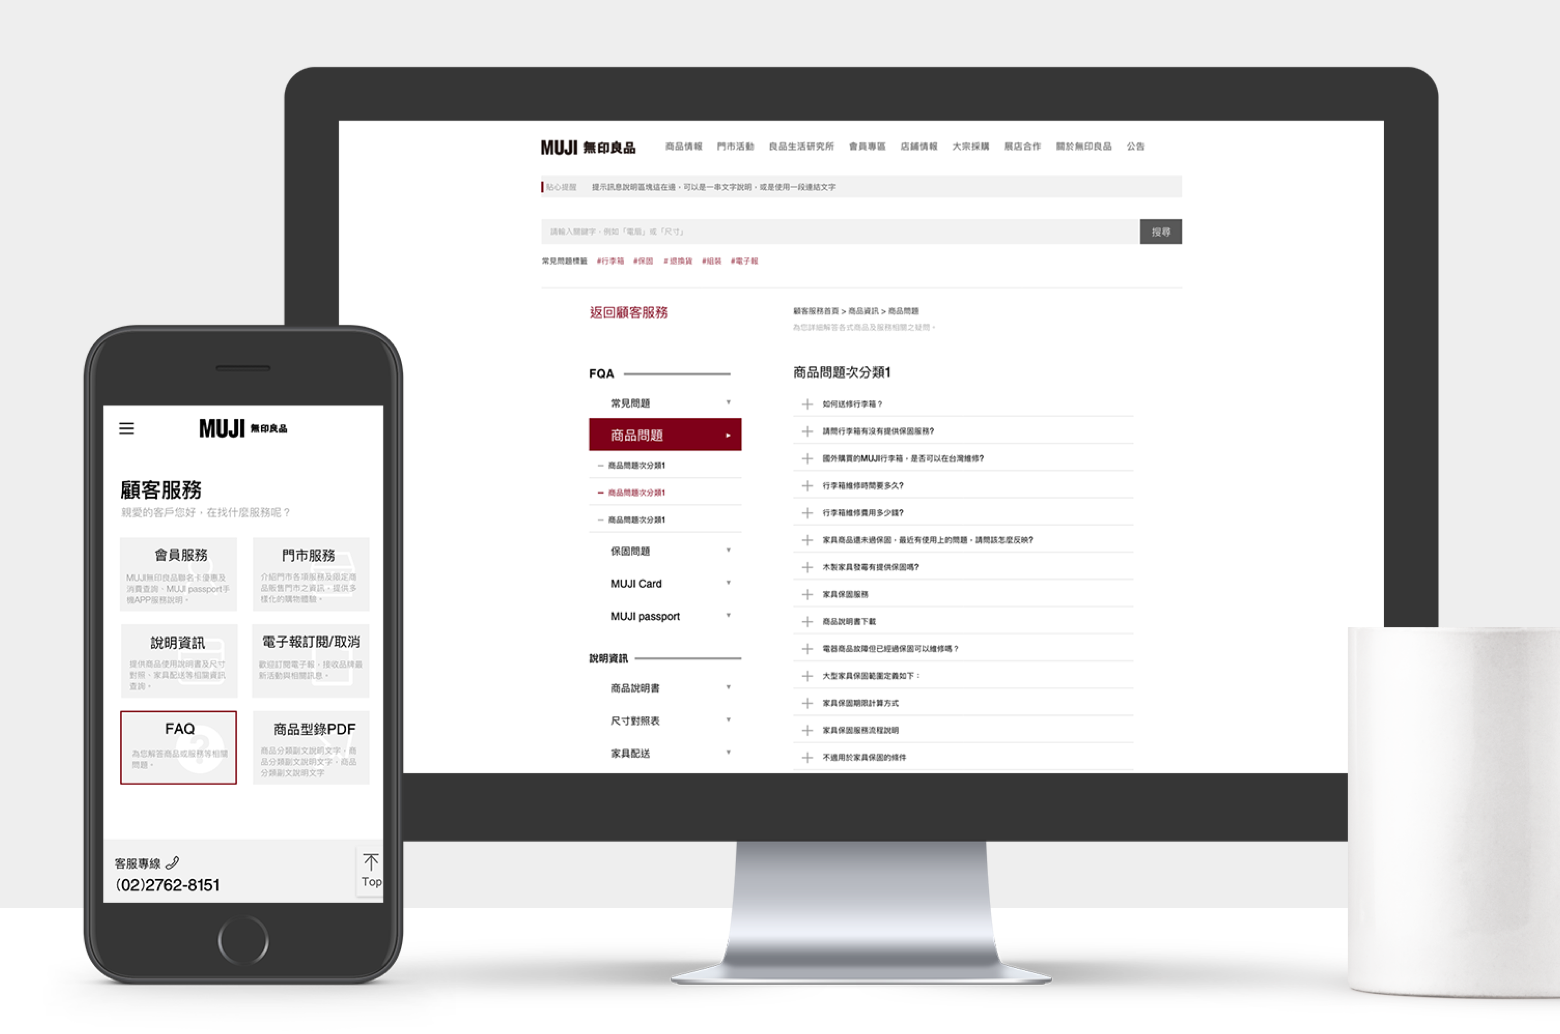 MUJI 無印良品
商品情報 門市活動 良品生活研究所 會員專區 店鋪情報 大宗採購 展店合作 關於無印良品 公告
貼心提醒 提示訊息說明區塊這在邊，可以是一串文字說明，或是使用一段連結文字
請輸入關鍵字，例如「電扇」或「尺寸」 搜尋
常見問題標籤 #行李箱 #保固 # 退換貨 #組裝 #電子報
返回顧客服務
顧客服務首頁 > 商品資訊 > 商品問題
為您詳細解答各式商品及服務相關之疑問。
FQA
常見問題
商品問題
商品問題次分類1
商品問題次分類1
商品問題次分類1
保固問題
MUJI Card
MUJI passport
說明資訊
商品說明書
尺寸對照表
家具配送
商品問題次分類1
如何送修行李箱？
請問行李箱有沒有提供保固服務?
國外購買的MUJI行李箱，是否可以在台灣維修?
行李箱維修時間要多久?
行李箱維修費用多少錢?
家具商品還未過保固，最近有使用上的問題，請問該怎麼反映?
木製家具發霉有提供保固嗎?
家具保固服務
商品說明書下載
電器商品故障但已經過保固可以維修嗎？
大型家具保固範圍定義如下：
家具保固期限計算方式
家具保固服務流程說明
不適用於家具保固的條件
MUJI 無印良品
顧客服務
親愛的客戶您好、在找什麼服務呢？
會員服務
MUJI無印良品聯名卡優惠及
消費查詢，MUJI passport手
機APP服務說明。
門市服務
介紹門市各項服務及限定商
品販售門市之資訊，提供多
樣化的購物體驗。
說明資訊
提供商品使用說明書及尺寸
對照、家具配送等相關資訊
查詢。
電子報訂閱/取消
歡迎訂閱電子報，接收品牌最
新活動與相關訊息。
FAQ
為您解答商品或服務等相關
問題。
商品型錄PDF
商品分類副文說明文字，商
品分類副文說明文字，商品
分類副文說明文字
客服專線
(02)2762-8151
Top